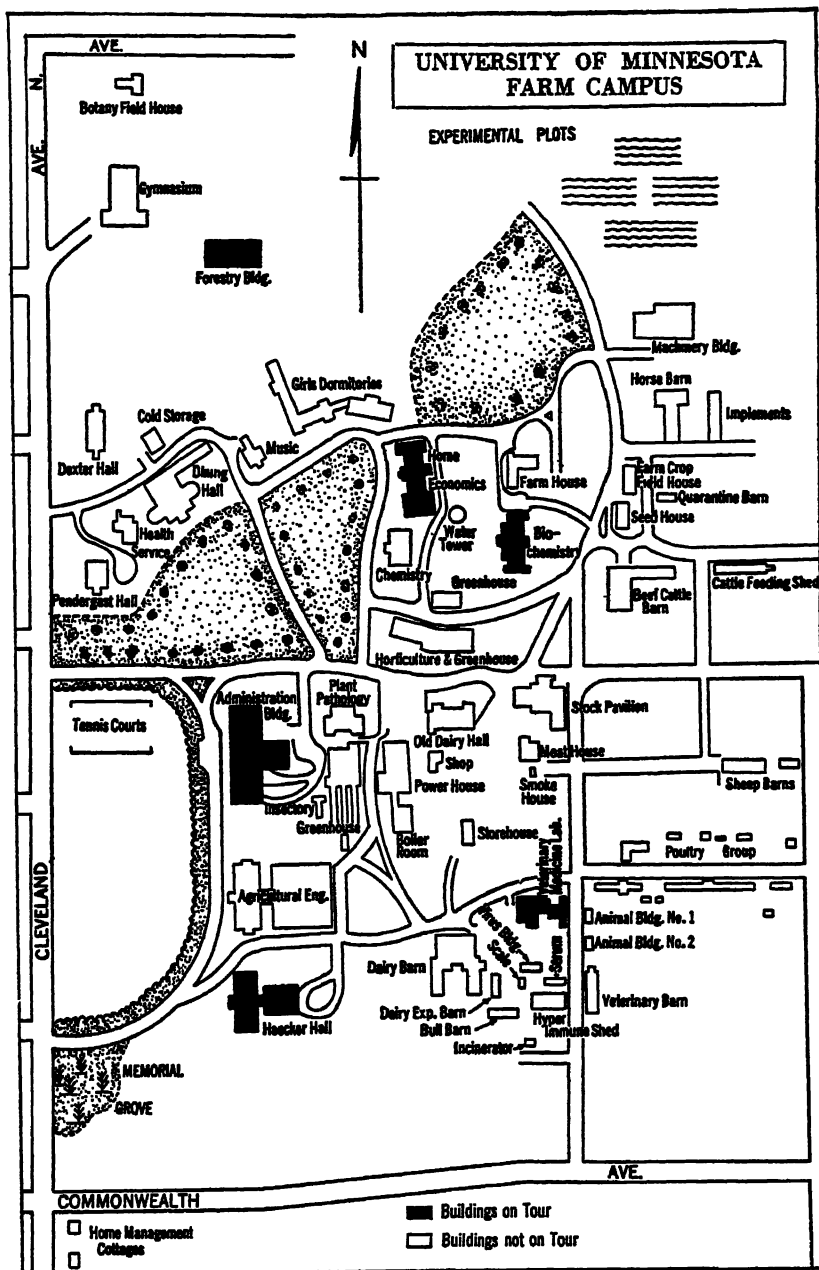 AVE.
N.
AVE.
N
UNIVERSITY OF MINNESOTA
FARM CAMPUS
EXPERIMENTAL PLOTS
Botany Field House
Gymnasium
Forestry Bldg.
Machinery Bldg.
Horse Barn
Implements
Girls Dormitories
Cold Storage
Music
Dexter Hall
Dining
Hall
Home
Economics
Farm House
Farm Crop
Field House
Quarantine Barn
Seed House
Health
Service
Water
Tower
Bio-
chemistry
Chemistry
Greenhouse
Pendergast Hall
Beef Cattle
Barn
Cattle Feeding Shed
Horticulture & Greenhouse
Administration
Bldg.
Plant
Pathology
Tennis Courts
Old Dairy Hall
Stock Pavilion
Shop
Meat House
Power House
Smoke
House
Sheep Barns
Insectory
Greenhouse
Boiler
Room
Storehouse
Poultry Group
Veterinary
Medicine Lab.
Agricultural Eng.
Virus Bldg.
Scale
Serum
Animal Bldg. No. 1
Animal Bldg. No. 2
CLEVELAND
Dairy Barn
Dairy Exp. Barn
Bull Barn
Veterinary Barn
Haecker Hall
Hyper
Immune Shed
Incinerator
MEMORIAL
GROVE
AVE.
COMMONWEALTH
Home Management
Cottages
Buildings on Tour
Buildings not on Tour